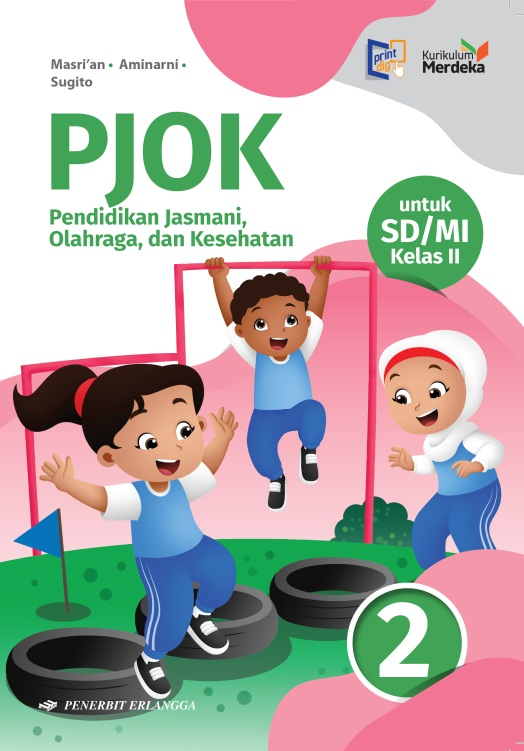 Masri'an • Aminarni •
Sugito
print
digital
Kurikulum
Merdeka
PJOK
Pendidikan Jasmani,
Olahraga, dan Kesehatan
untuk
SD/MI
Kelas II
2
PENERBIT ERLANGGA